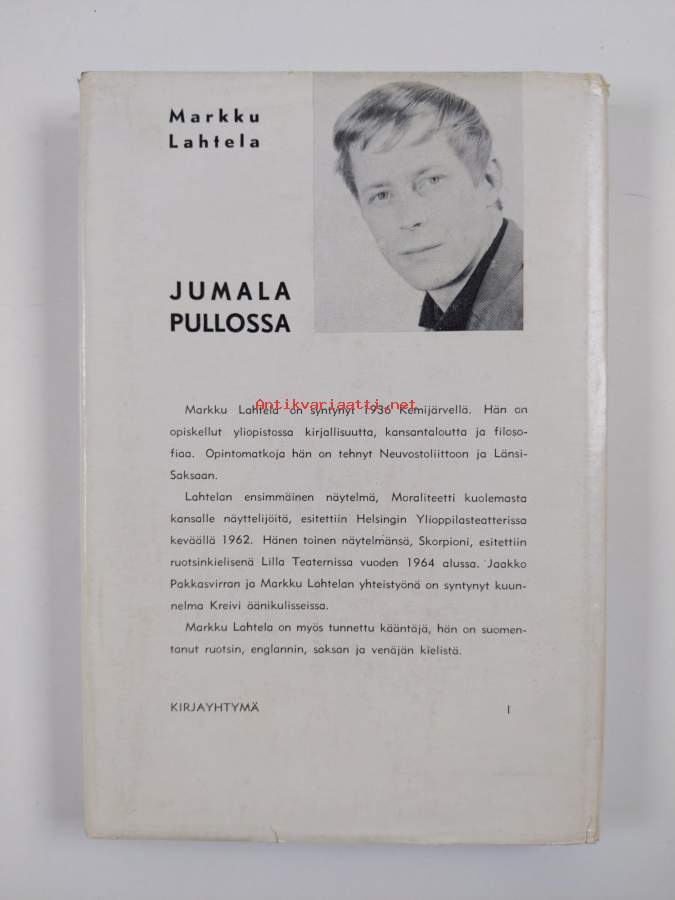 Markku
Lahtela
JUMALA
PULLOSSA
Antikvariaatti.net
Markku Lahtela on syntynyt 1936 Kemijärvellä. Hän on
opiskellut yliopistossa kirjallisuutta, kansantaloutta ja filoso-
fiaa. Opintomatkoja hän on tehnyt Neuvostoliittoon ja Länsi-
Saksaan.
Lahtelan ensimmäinen näytelmä, Moraliteetti kuolemasta
kansalle näyttelijöitä, esitettiin Helsingin Ylioppilasteatterissa
keväällä 1962. Hänen toinen näytelmänsä, Skorpioni, esitettiin
ruotsinkielisenä Lilla Teaternissa vuoden 1964 alussa. Jaakko
Pakkasvirran ja Markku Lahtelan yhteistyönä on syntynyt kuun-
nelma Kreivi äänikulisseissa.
Markku Lahtela on myös tunnettu kääntäjä, hän on suomen-
tanut ruotsin, englannin, saksan ja venäjän kielistä.
KIRJAYHTYMÄ I